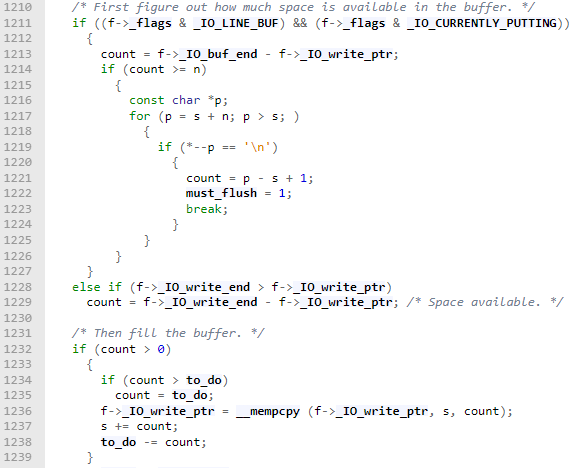 1210 /* First figure out how much space is available in the buffer. */
1211 if ((f->_flags & _IO_LINE_BUF) && (f->_flags & _IO_CURRENTLY_PUTTING))
1212 {
1213 count = f->_IO_buf_end - f->_IO_write_ptr;
1214 if (count >= n)
1215 {
1216 const char *p;
1217 for (p = s + n; p > s; )
1218 {
1219 if (*--p == '\n')
1220 {
1221 count = p - s + 1;
1222 must_flush = 1;
1223 break;
1224 }
1225 }
1226 }
1227 }
1228 else if (f->_IO_write_end > f->_IO_write_ptr)
1229 count = f->_IO_write_end - f->_IO_write_ptr; /* Space available. */
1230
1231 /* Then fill the buffer. */
1232 if (count > 0)
1233 {
1234 if (count > to_do)
1235 count = to_do;
1236 f->_IO_write_ptr = __mempcpy (f->_IO_write_ptr, s, count);
1237 s += count;
1238 to_do -= count;
1239 }